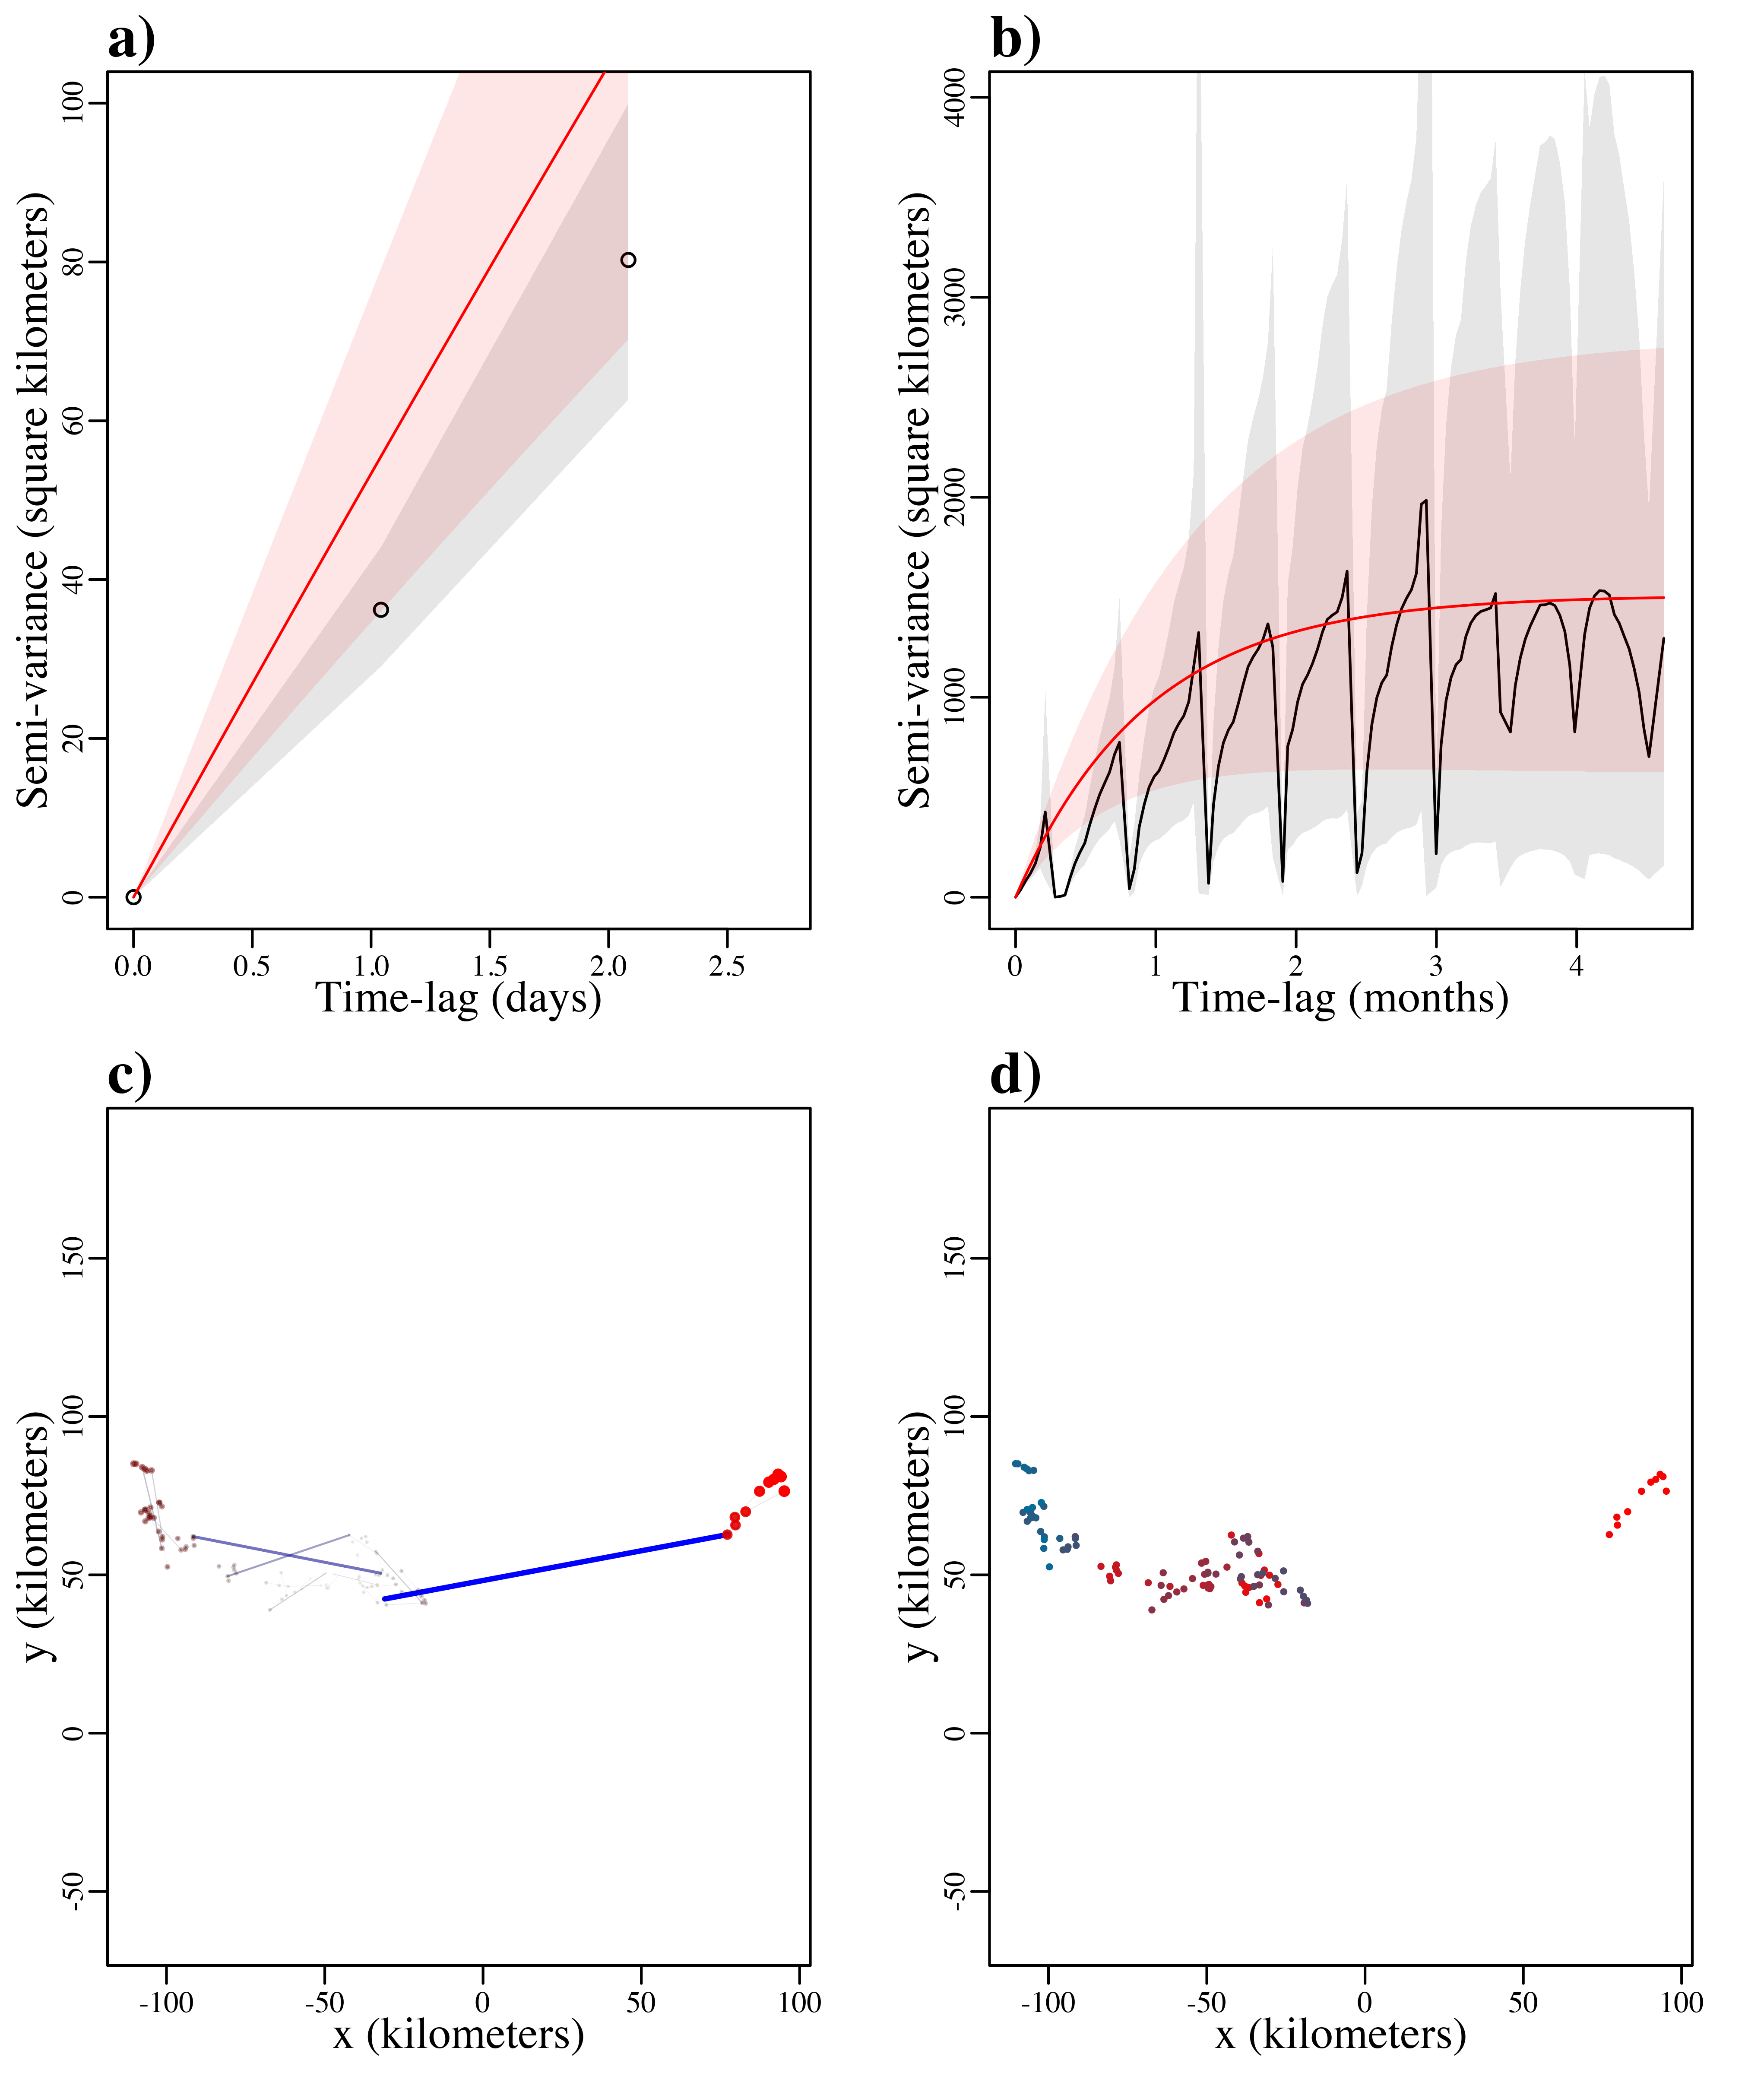 a)
Semi-variance (square kilometers)
0 20 40 60 80 100
0.0 0.5 1.0 1.5 2.0 2.5
Time-lag (days)
b)
Semi-variance (square kilometers)
0 1000 2000 3000 4000
0 1 2 3 4
Time-lag (months)
c)
y (kilometers)
-50 0 50 100 150
-100 -50 0 50 100
x (kilometers)
d)
y (kilometers)
-50 0 50 100 150
-100 -50 0 50 100
x (kilometers)